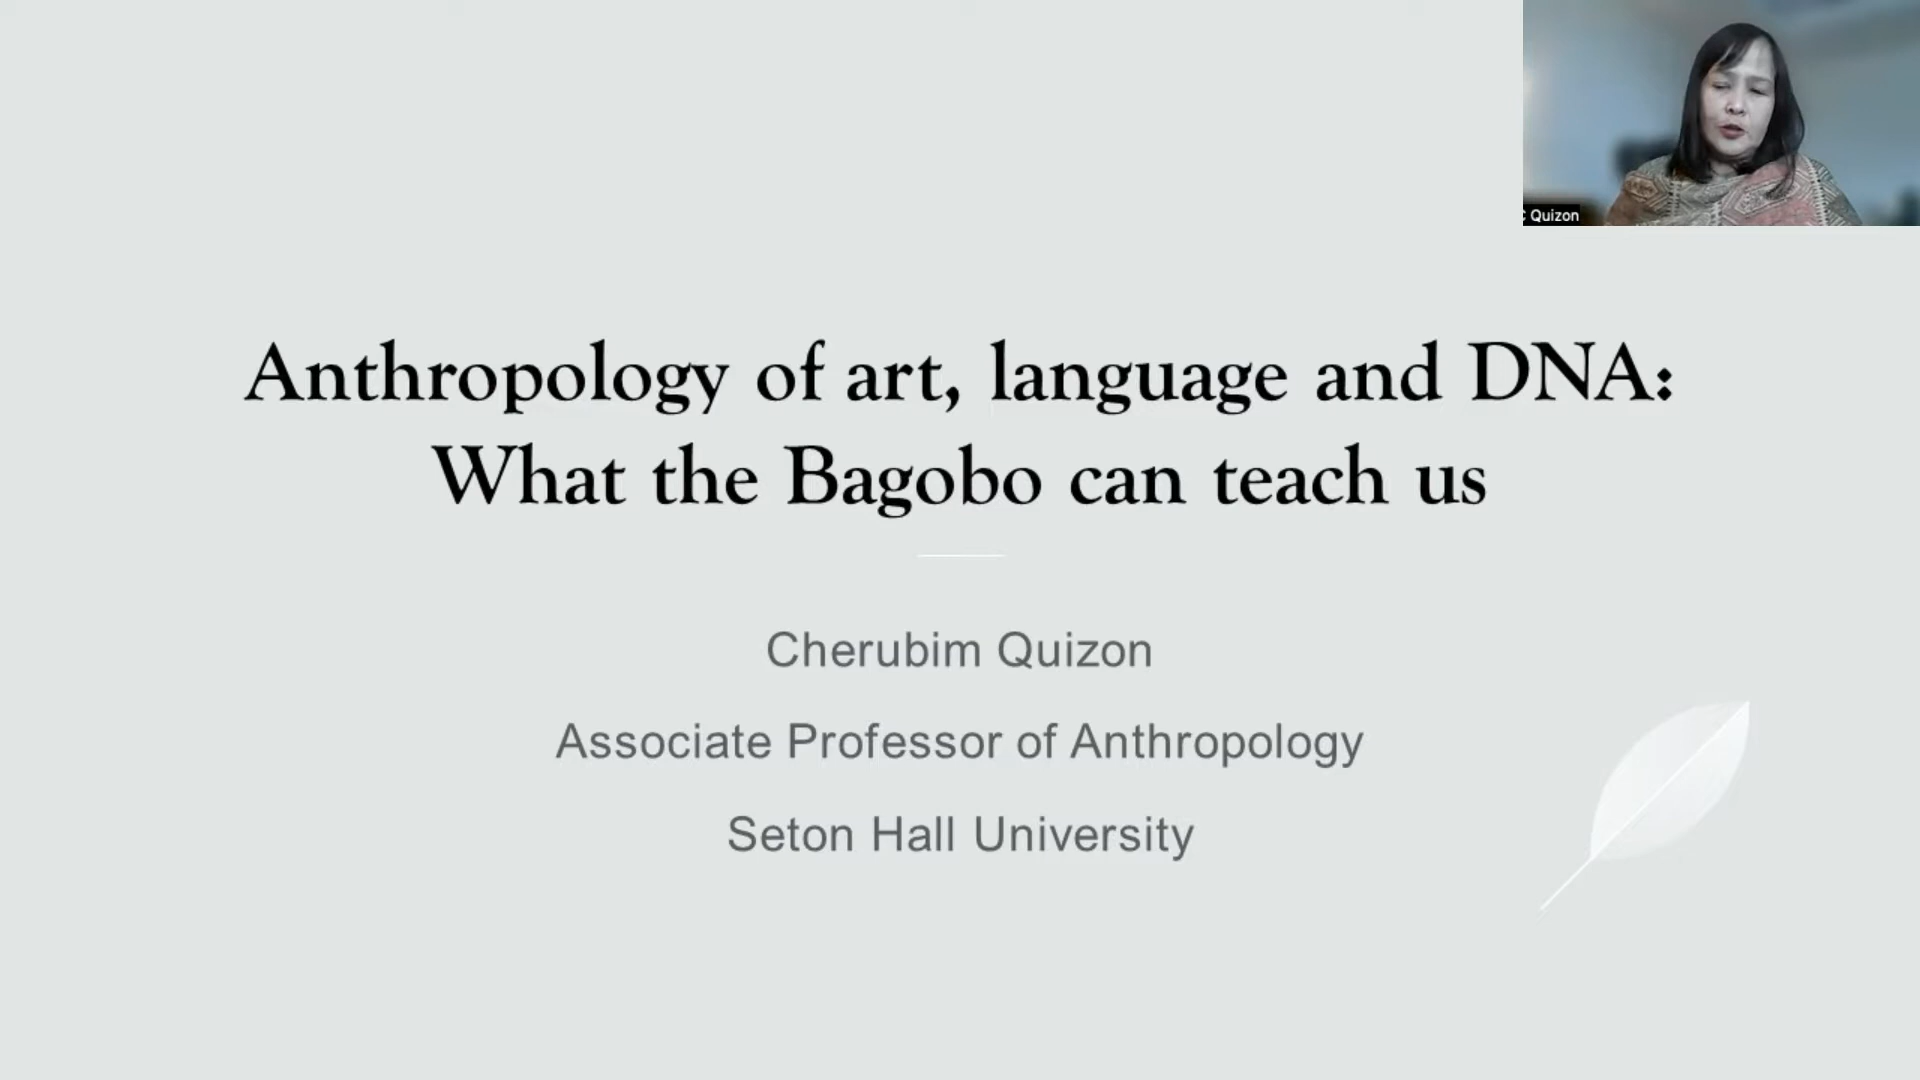 Anthropology of art, language and DNA:
What the Bagobo can teach us
Cherubim Quizon
Associate Professor of Anthropology
Seton Hall University
C Quizon